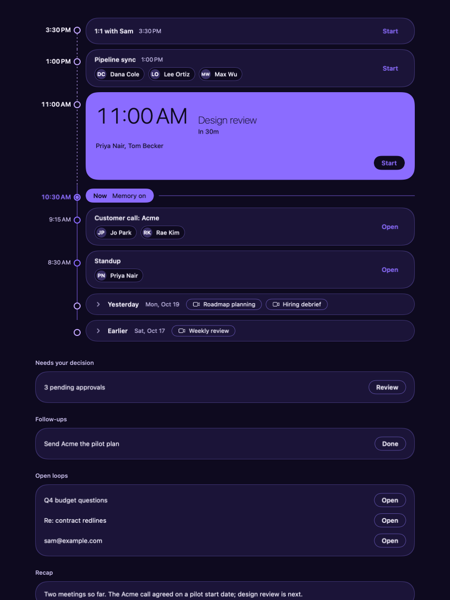 3:30 PM
1:1 with Sam 3:30 PM Start
1:00 PM
Pipeline sync 1:00 PM
DC Dana Cole LO Lee Ortiz MW Max Wu
Start
11:00 AM
11:00 AM Design review
In 30m
Priya Nair, Tom Becker
Start
10:30 AM Now Memory on
9:15 AM
Customer call: Acme
JP Jo Park RK Rae Kim
Open
8:30 AM
Standup
PN Priya Nair
Open
Yesterday Mon, Oct 19 Roadmap planning Hiring debrief
Earlier Sat, Oct 17 Weekly review
Needs your decision
3 pending approvals Review
Follow-ups
Send Acme the pilot plan Done
Open loops
Q4 budget questions Open
Re: contract redlines Open
sam@example.com Open
Recap
Two meetings so far. The Acme call agreed on a pilot start date; design review is next.